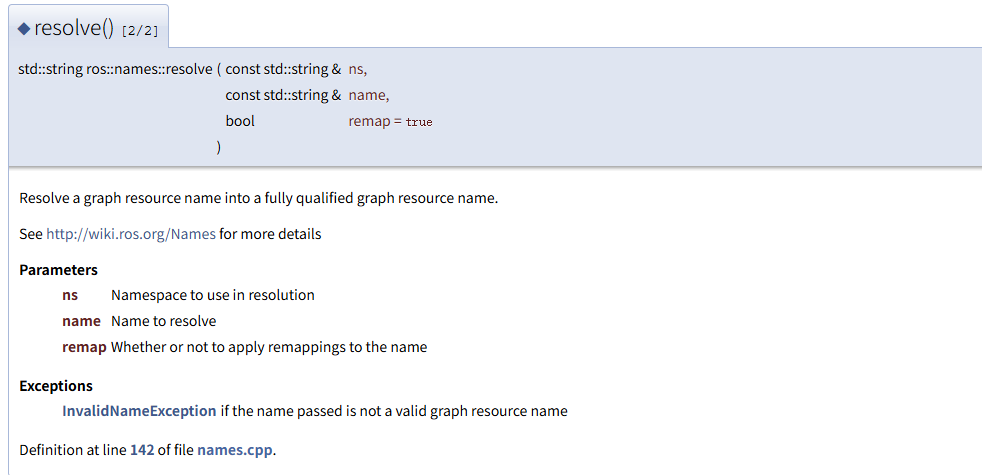 ◆ resolve() [2/2]
std::string ros::names::resolve ( const std::string & ns,
const std::string & name,
bool remap = true
)
Resolve a graph resource name into a fully qualified graph resource name.
See http://wiki.ros.org/Names for more details
Parameters
ns Namespace to use in resolution
name Name to resolve
remap Whether or not to apply remappings to the name
Exceptions
InvalidNameException if the name passed is not a valid graph resource name
Definition at line 142 of file names.cpp.